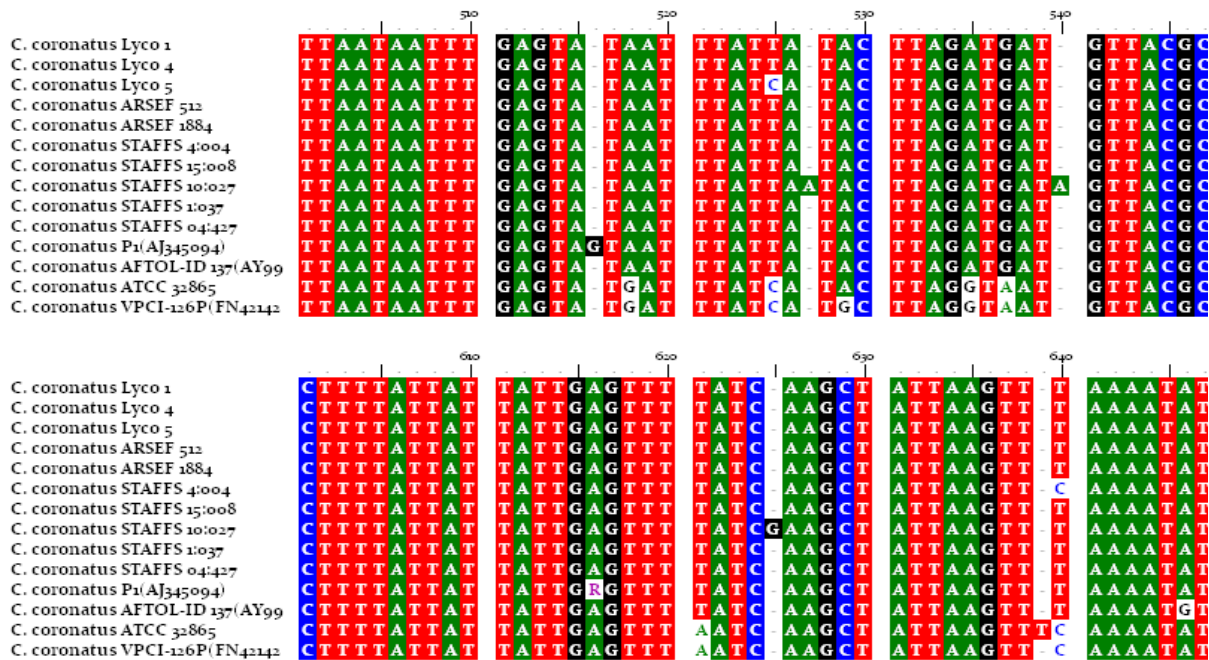 510 520 530 540
C. coronatus Lyco 1 TTAATAATTT GAGTA-TAAT TTATTA-TAC TTAGATGAT- GTTACGC
C. coronatus Lyco 4 TTAATAATTT GAGTA-TAAT TTATTA-TAC TTAGATGAT- GTTACGC
C. coronatus Lyco 5 TTAATAATTT GAGTA-TAAT TTATCA-TAC TTAGATGAT- GTTACGC
C. coronatus ARSEF 512 TTAATAATTT GAGTA-TAAT TTATTA-TAC TTAGATGAT- GTTACGC
C. coronatus ARSEF 1884 TTAATAATTT GAGTA-TAAT TTATTA-TAC TTAGATGAT- GTTACGC
C. coronatus STAFFS 4:004 TTAATAATTT GAGTA-TAAT TTATTA-TAC TTAGATGAT- GTTACGC
C. coronatus STAFFS 15:008 TTAATAATTT GAGTA-TAAT TTATTA-TAC TTAGATGAT- GTTACGC
C. coronatus STAFFS 10:027 TTAATAATTT GAGTA-TAAT TTATTAATAC TTAGATGATA GTTACGC
C. coronatus STAFFS 1:037 TTAATAATTT GAGTA-TAAT TTATTA-TAC TTAGATGAT- GTTACGC
C. coronatus STAFFS 04:427 TTAATAATTT GAGTA-TAAT TTATTA-TAC TTAGATGAT- GTTACGC
C. coronatus P1(AJ345094) TTAATAATTT GAGTAGTAAT TTATTA-TAC TTAGATGAT- GTTACGC
C. coronatus AFTOL-ID 137(AY99 TTAATAATTT GAGTA-TAAT TTATTA-TAC TTAGATGAT- GTTACGC
C. coronatus ATCC 32865 TTAATAATTT GAGTA-TGAT TTATCA-TAC TTAGGTAAT- GTTACGC
C. coronatus VPCI-126P(FN42142 TTAATAATTT GAGTA-TGAT TTATCA-TGC TTAGGTAAT- GTTACGC
610 620 630 640
C. coronatus Lyco 1 CTTTTATTAT TATTGAGTTT TATC-AAGCT ATTAAGTT-T AAAATAT
C. coronatus Lyco 4 CTTTTATTAT TATTGAGTTT TATC-AAGCT ATTAAGTT-T AAAATAT
C. coronatus Lyco 5 CTTTTATTAT TATTGAGTTT TATC-AAGCT ATTAAGTT-T AAAATAT
C. coronatus ARSEF 512 CTTTTATTAT TATTGAGTTT TATC-AAGCT ATTAAGTT-T AAAATAT
C. coronatus ARSEF 1884 CTTTTATTAT TATTGAGTTT TATC-AAGCT ATTAAGTT-T AAAATAT
C. coronatus STAFFS 4:004 CTTTTATTAT TATTGAGTTT TATC-AAGCT ATTAAGTT-C AAAATAT
C. coronatus STAFFS 15:008 CTTTTATTAT TATTGAGTTT TATC-AAGCT ATTAAGTT-T AAAATAT
C. coronatus STAFFS 10:027 CTTTTATTAT TATTGAGTTT TATCGAAGCT ATTAAGTT-T AAAATAT
C. coronatus STAFFS 1:037 CTTTTATTAT TATTGAGTTT TATC-AAGCT ATTAAGTT-T AAAATAT
C. coronatus STAFFS 04:427 CTTTTATTAT TATTGAGTTT TATC-AAGCT ATTAAGTT-T AAAATAT
C. coronatus P1(AJ345094) CTTTTATTAT TATTGRGTTT TATC-AAGCT ATTAAGTT-T AAAATAT
C. coronatus AFTOL-ID 137(AY99 CTTTTATTAT TATTGAGTTT TATC-AAGCT ATTAAGTT-T AAAATGT
C. coronatus ATCC 32865 CTTTTATTAT TATTGAGTTT AATC-AAGCT ATTAAGTTTC AAAATAT
C. coronatus VPCI-126P(FN42142 CTTTTATTAT TATTGAGTTT AATC-AAGCT ATTAAGTT-C AAAATAT